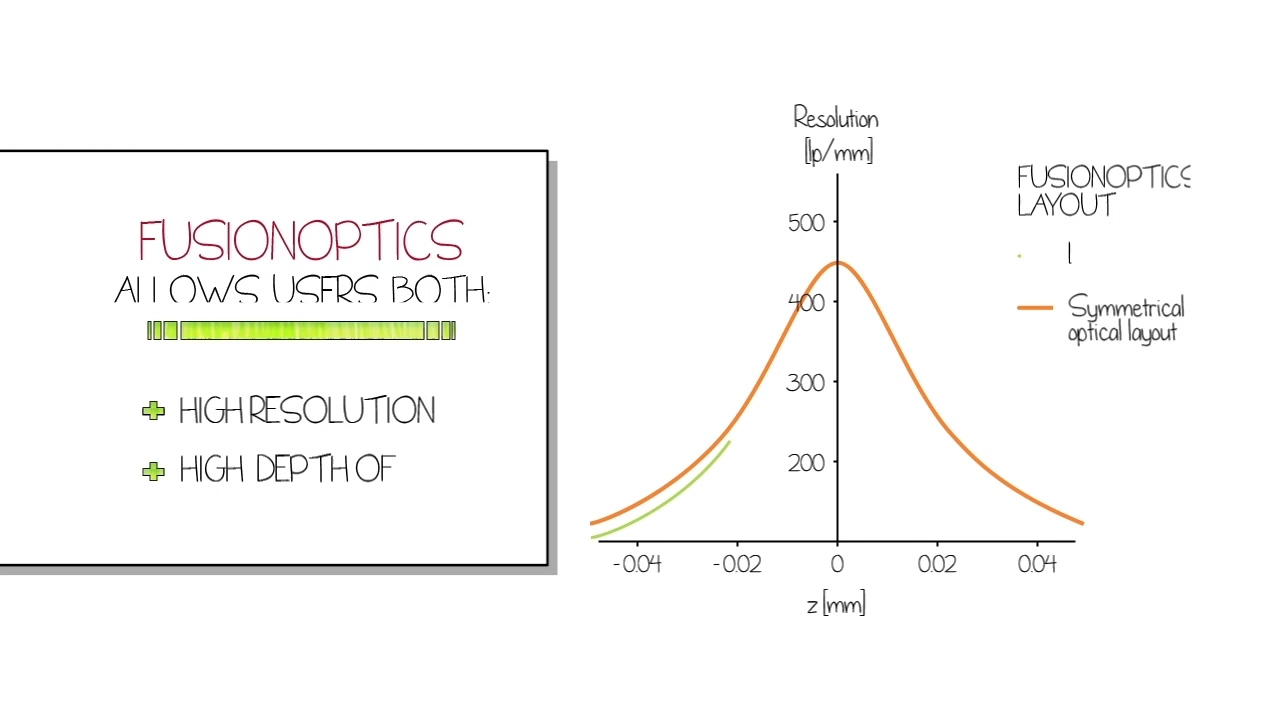 FUSIONOPTICS
ALLOWS USERS BOTH:
HIGH RESOLUTION
HIGH DEPTH OF
Resolution
[lp/mm]
500
400
300
200
-0.04 -0.02 0 0.02 0.04
z [mm]
FUSIONOPTICS
LAYOUT
l
Symmetrical
optical layout